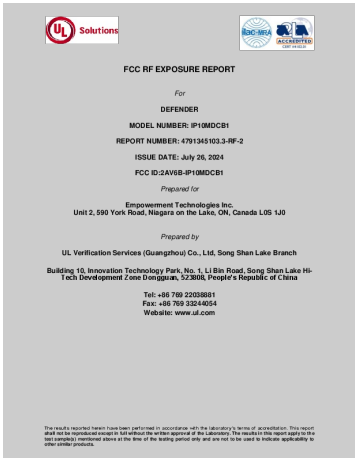 UL Solutions
ilac-MRA
ACCREDITED
FCC RF EXPOSURE REPORT
For
DEFENDER
MODEL NUMBER: IP10MDCB1
REPORT NUMBER: 4791345103.3-RF-2
ISSUE DATE: July 26, 2024
FCC ID:2AV6B-IP10MDCB1
Prepared for
Empowerment Technologies Inc.
Unit 2, 590 York Road, Niagara on the Lake, ON, Canada L0S 1J0
Prepared by
UL Verification Services (Guangzhou) Co., Ltd, Song Shan Lake Branch
Building 10, Innovation Technology Park, No. 1, Li Bin Road, Song Shan Lake Hi-
Tech Development Zone Dongguan, 523808, People's Republic of China
Tel: +86 769 22038881
Fax: +86 769 33244054
Website: www.ul.com
The results reported herein have been performed in accordance with the laboratory's terms of accreditation. This report
shall not be reproduced except in full without the written approval of the Laboratory. The results in this report apply to the
test sample(s) mentioned above at the time of the testing period only and are not to be used to indicate applicability to
other similar products.